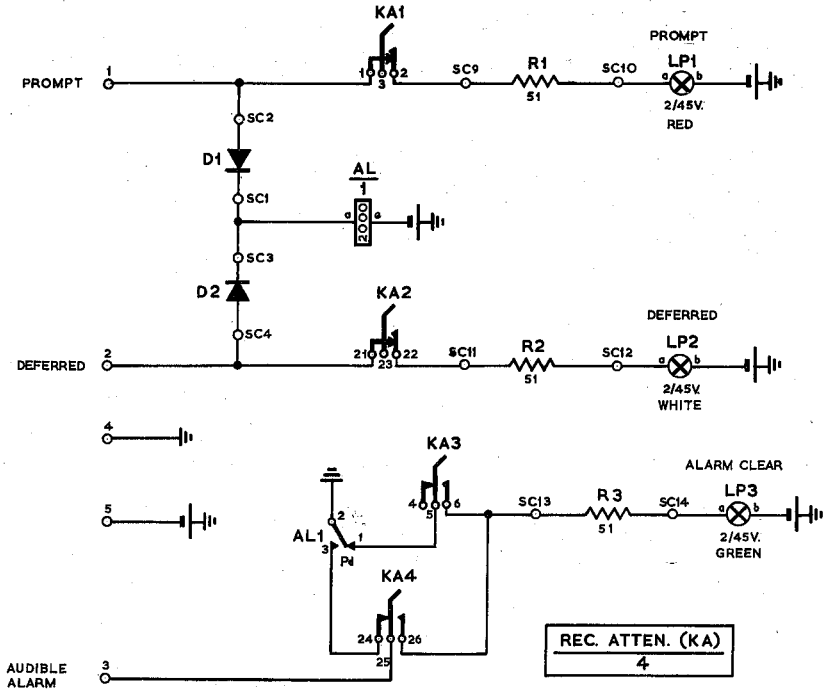 KA1
PROMPT
PROMPT 1
1 3 2
SC9
R1
51
SC10
LP1
a b
2/45V.
RED
SC2
D1
SC1
AL
1
a e
2
SC3
D2
SC4
KA2
DEFERRED
DEFERRED 2
21 23 22
SC11
R2
51
SC12
LP2
a b
2/45V.
WHITE
4
5
KA3
4 5 6
ALARM CLEAR
SC13
R3
51
SC14
LP3
a b
2/45V.
GREEN
2
AL1
3 1
Pd
KA4
24 25 26
REC. ATTEN. (KA)
4
AUDIBLE
ALARM
3